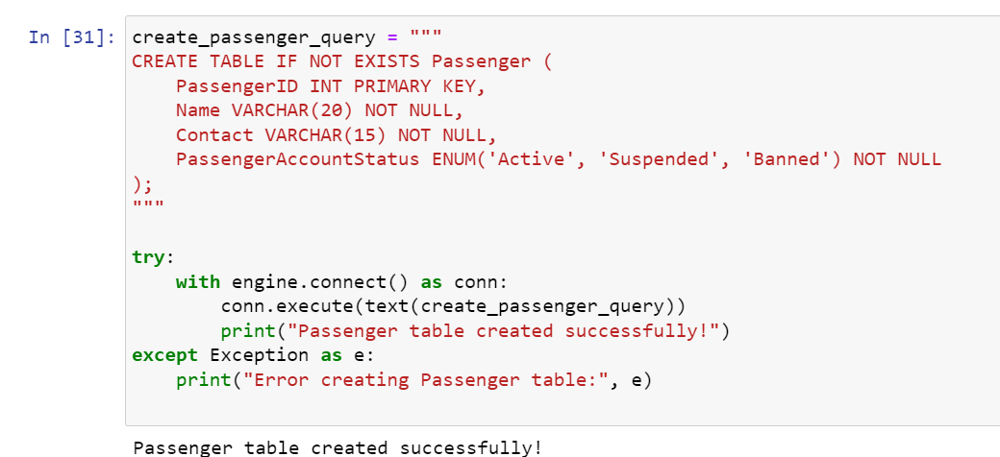 In [31]: create_passenger_query = """
CREATE TABLE IF NOT EXISTS Passenger (
    PassengerID INT PRIMARY KEY,
    Name VARCHAR(20) NOT NULL,
    Contact VARCHAR(15) NOT NULL,
    PassengerAccountStatus ENUM('Active', 'Suspended', 'Banned') NOT NULL
);
"""
try:
    with engine.connect() as conn:
        conn.execute(text(create_passenger_query))
        print("Passenger table created successfully!")
except Exception as e:
    print("Error creating Passenger table:", e)
Passenger table created successfully!